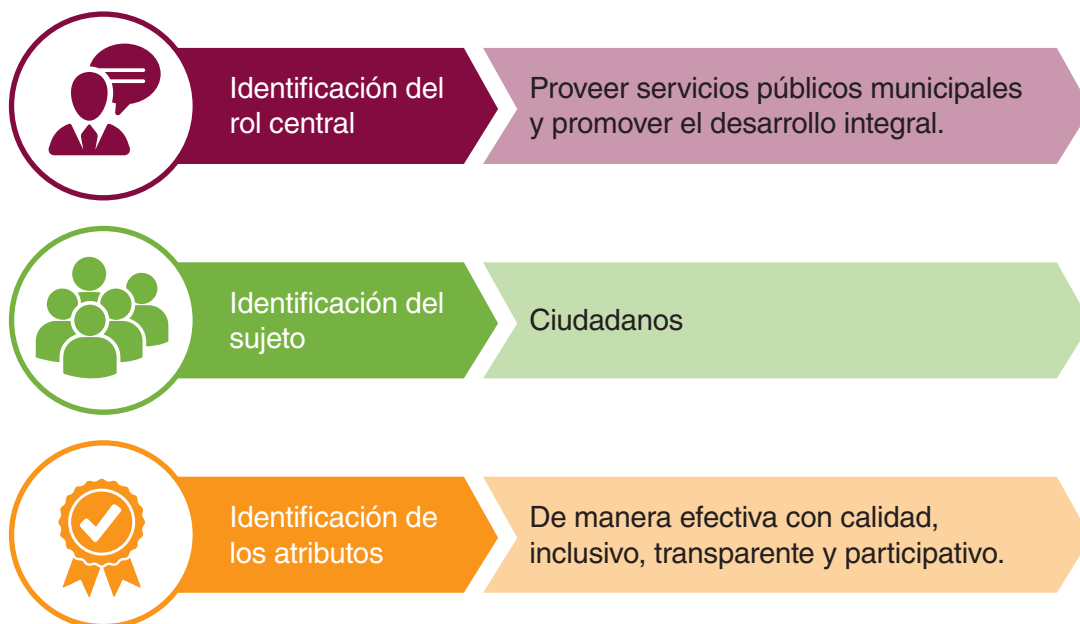 Identificación del
rol central
Proveer servicios públicos municipales
y promover el desarrollo integral.
Identificación del
sujeto
Ciudadanos
Identificación de
los atributos
De manera efectiva con calidad,
inclusivo, transparente y participativo.